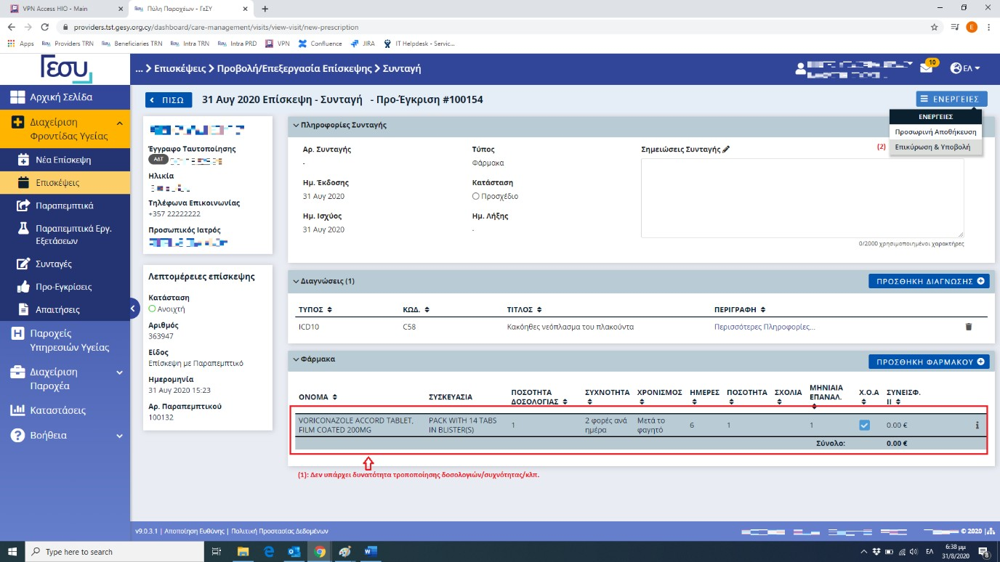 VPN Access HIO - Main
Πύλη Παροχέων - ΓεΣΥ
providers.tst.gesy.org.cy/dashboard/care-management/visits/view-visit/new-prescription
E
Apps
Providers TRN
Beneficiaries TRN
Intra TRN
Intra PRD
VPN
Confluence
JIRA
IT Helpdesk - Servic...
Γεσυ
... > Επισκέψεις > Προβολή/Επεξεργασία Επίσκεψης > Συνταγή
10
ΕΛ
Αρχική Σελίδα
Διαχείριση
Φροντίδας Υγείας
Νέα Επίσκεψη
Επισκέψεις
Παραπεμπτικά
Παραπεμπτικά Εργ.
Εξετάσεων
Συνταγές
Προ-Εγκρίσεις
Απαιτήσεις
Παροχείς
Υπηρεσιών Υγείας
Διαχείριση
Παροχέα
Καταστάσεις
Βοήθεια
ΠΙΣΩ
31 Αυγ 2020 Επίσκεψη - Συνταγή - Προ-Έγκριση #100154
ΕΝΕΡΓΕΙΕΣ
ΕΝΕΡΓΕΙΕΣ
Προσωρινή Αποθήκευση
(2)
Επικύρωση & Υποβολή
Έγγραφο Ταυτοποίησης
ΑΔΤ
Ηλικία
Τηλέφωνα Επικοινωνίας
+357 22222222
Προσωπικός Ιατρός
Λεπτομέρειες επίσκεψης
Κατάσταση
Ανοιχτή
Αριθμός
363947
Είδος
Επίσκεψη με Παραπεμπτικό
Ημερομηνία
31 Αυγ 2020 15:23
Αρ. Παραπεμπτικού
100132
Πληροφορίες Συνταγής
Αρ. Συνταγής
-
Τύπος
Φάρμακα
Σημειώσεις Συνταγής
Ημ. Έκδοσης
31 Αυγ 2020
Κατάσταση
Προσχέδιο
Ημ. Ισχύος
31 Αυγ 2020
Ημ. Λήξης
-
0/2000 χρησιμοποιημένοι χαρακτήρες
Διαγνώσεις (1)
ΠΡΟΣΘΗΚΗ ΔΙΑΓΝΩΣΗΣ
ΤΥΠΟΣ ΚΩΔ. ΤΙΤΛΟΣ ΠΕΡΙΓΡΑΦΗ
ICD10 C58 Κακόηθες νεόπλασμα του πλακούντα Περισσότερες Πληροφορίες...
Φάρμακα
ΠΡΟΣΘΗΚΗ ΦΑΡΜΑΚΟΥ
ΟΝΟΜΑ
ΣΥΣΚΕΥΑΣΙΑ
ΠΟΣΟΤΗΤΑ
ΔΟΣΟΛΟΓΙΑΣ
ΣΥΧΝΟΤΗΤΑ
ΧΡΟΝΙΣΜΟΣ
ΗΜΕΡΕΣ
ΠΟΣΟΤΗΤΑ
ΣΧΟΛΙΑ
ΜΗΝΙΑΙΑ
ΕΠΑΝΑΛ.
Χ.Ο.Α
ΣΥΝΕΙΣΦ.
ΙΙ
VORICONAZOLE ACCORD TABLET,
FILM COATED 200MG
PACK WITH 14 TABS
IN BLISTER(S)
1
2 φορές ανά
ημέρα
Μετά το
φαγητό
6
1
1
0.00 €
Σύνολο: 0.00 €
(1): Δεν υπάρχει δυνατότητα τροποποίησης δοσολογιών/συχνότητας/κλπ.
v9.0.3.1 | Αποποίηση Ευθύνης | Πολιτική Προστασίας Δεδομένων
© 2020
Type here to search
ΕΛ
6:38 μμ
31/8/2020
8